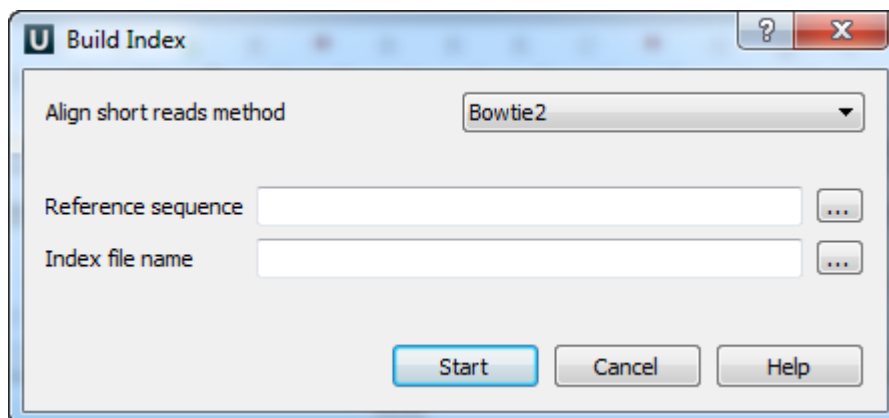 U Build Index
Align short reads method Bowtie2
Reference sequence ...
Index file name ...
Start Cancel Help